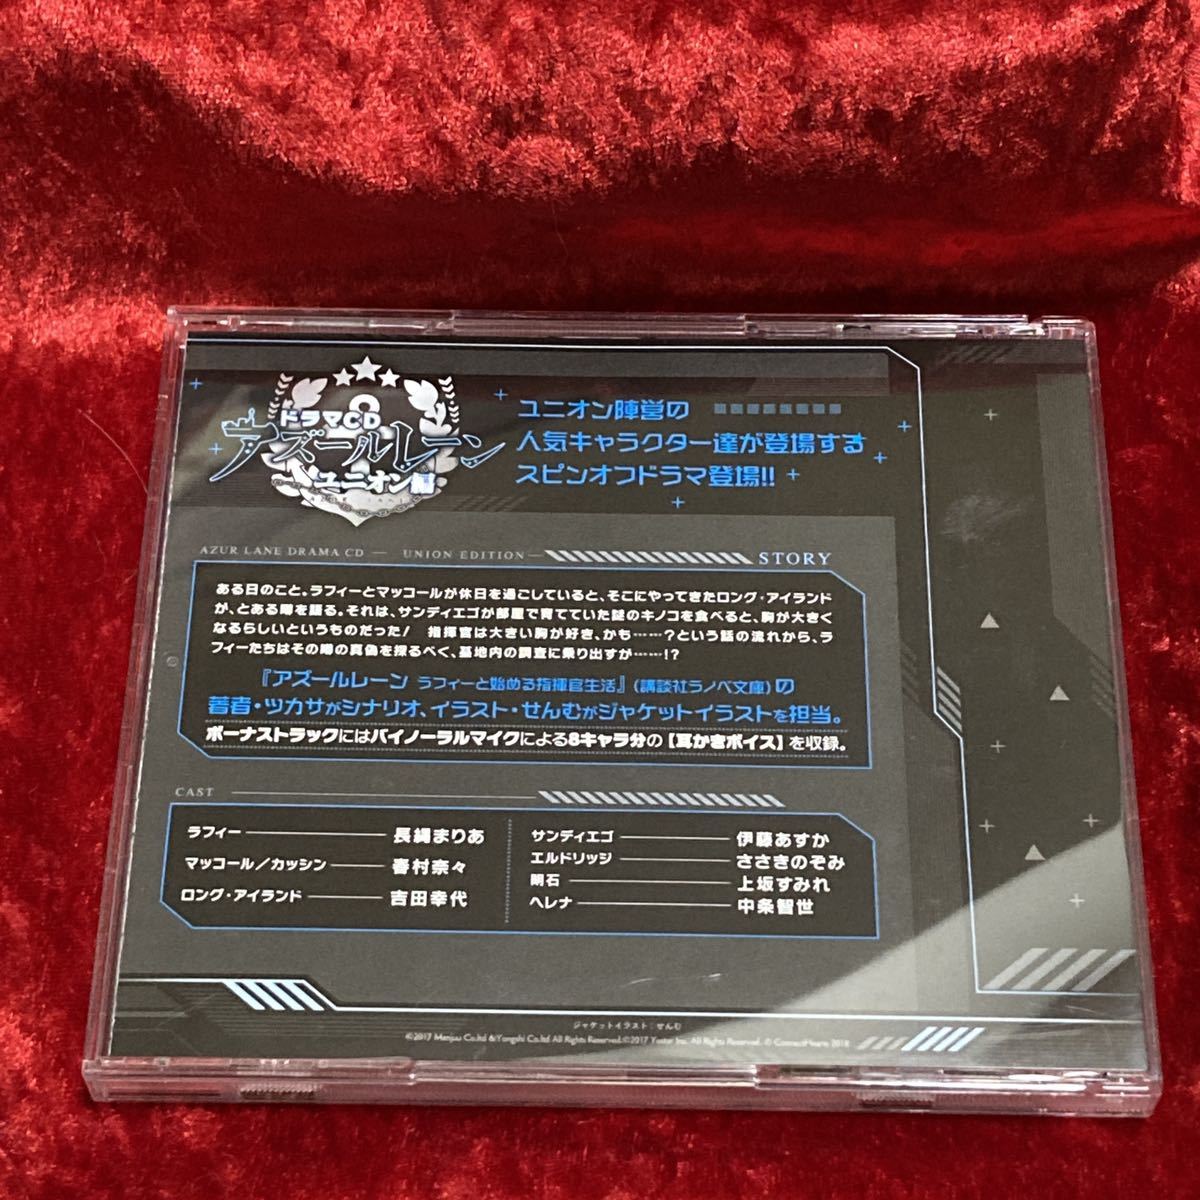 ドラマCD
アズールレーン
ユニオン編
ユニオン陣営の
人気キャラクター達が登場する
スピンオフドラマ登場!!
AZUR LANE DRAMA CD — UNION EDITION —
STORY
ある日のこと。ラフィーとマッコールが休日を過ごしていると、そこにやってきたロング・アイランド
が、とある噂を語る。それは、サンディエゴが部屋で育てていた謎のキノコを食べると、胸が大きく
なるらしいというものだった! 指揮官は大きい胸が好き、かも……?という話の流れから、ラ
フィーたちはその噂の真偽を探るべく、基地内の調査に乗り出すが……!?
『アズールレーン ラフィーと始める指揮官生活』(講談社ラノベ文庫)の
著者・ツカサがシナリオ、イラスト・せんむがジャケットイラストを担当。
ボーナストラックにはバイノーラルマイクによる8キャラ分の【耳かきボイス】を収録。
CAST
ラフィー ── 長縄まりあ
マッコール/カッシン ── 春村奈々
ロング・アイランド ── 吉田幸代
サンディエゴ ── 伊藤あすか
エルドリッジ ── ささきのぞみ
明石 ── 上坂すみれ
ヘレナ ── 中条智世
ジャケットイラスト:せんむ
©2017 Manjuu Co.ltd & Yongshi Co.ltd All Rights Reserved. ©2017 Yostar Inc. All Rights Reserved. © ConnectHearts 2018